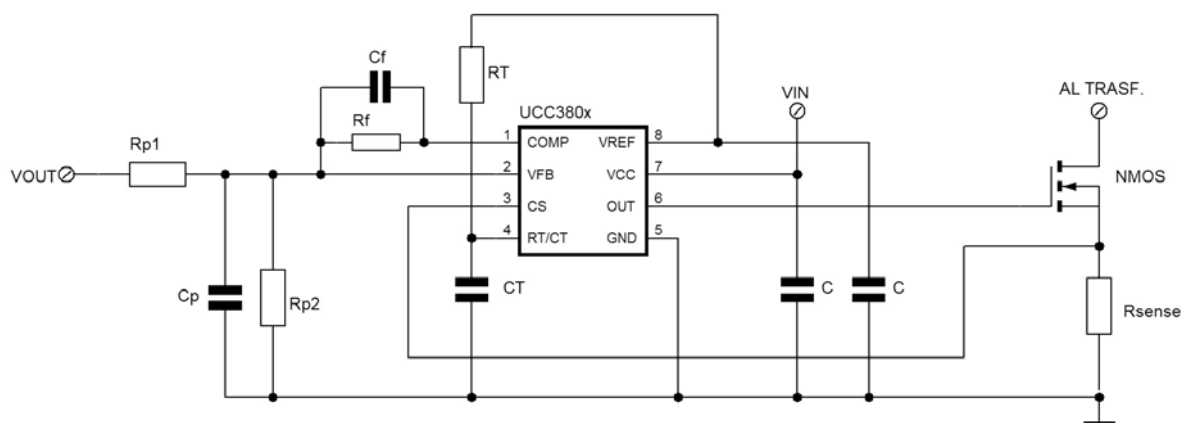 Cf
RT
VIN
AL TRASF.
UCC380x
Rp1
Rf
1 COMP VREF 8
VOUT
2 VFB VCC 7
NMOS
3 CS OUT 6
4 RT/CT GND 5
Cp
Rp2
CT
C
C
Rsense